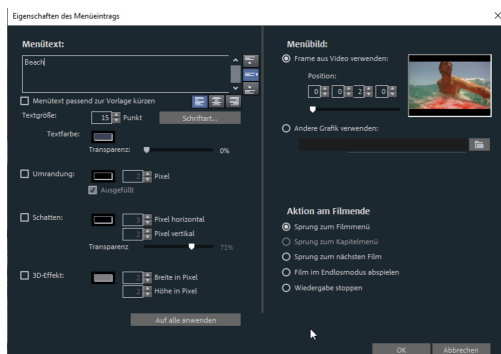 Eigenschaften des Menüeintrags
Menütext:
Beach
Menütext passend zur Vorlage kürzen
Textgröße: 15 Punkt Schriftart...
Textfarbe:
Transparenz: 0%
Umrandung: 2 Pixel
Ausgefüllt
Schatten: 3 Pixel horizontal
2 Pixel vertikal
Transparenz 71%
3D-Effekt: 2 Breite in Pixel
2 Höhe in Pixel
Auf alle anwenden
Menübild:
Frame aus Video verwenden:
Position:
0 0 2 0
Andere Grafik verwenden:
Aktion am Filmende
Sprung zum Filmmenü
Sprung zum Kapitelmenü
Sprung zum nächsten Film
Film im Endlosmodus abspielen
Wiedergabe stoppen
OK Abbrechen